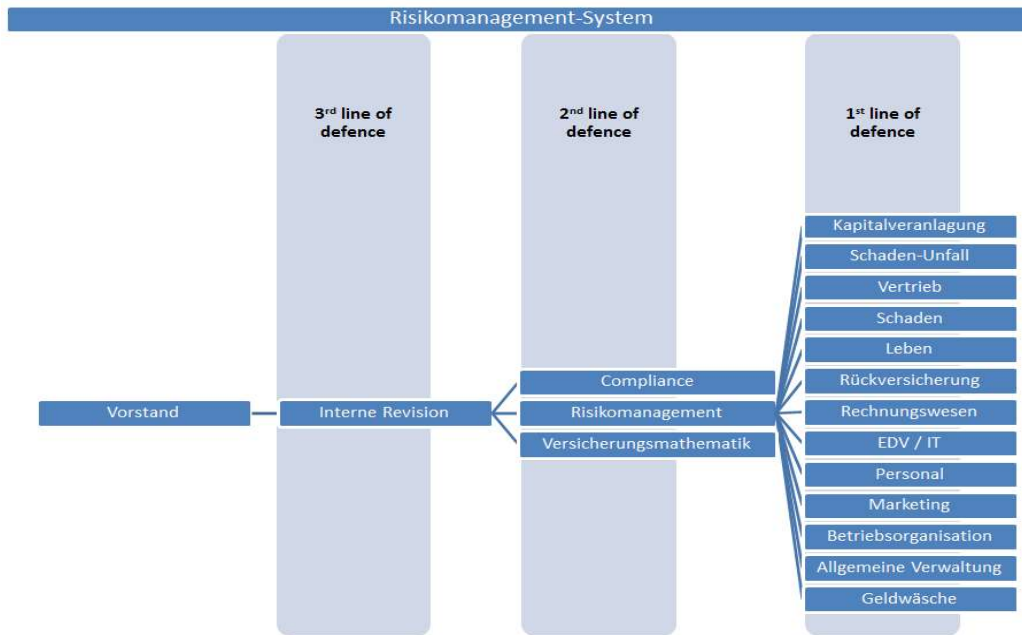 Risikomanagement-System
3rd line of
defence
2nd line of
defence
1st line of
defence
Vorstand
Interne Revision
Compliance
Risikomanagement
Versicherungsmathematik
Kapitalveranlagung
Schaden-Unfall
Vertrieb
Schaden
Leben
Rückversicherung
Rechnungswesen
EDV / IT
Personal
Marketing
Betriebsorganisation
Allgemeine Verwaltung
Geldwäsche